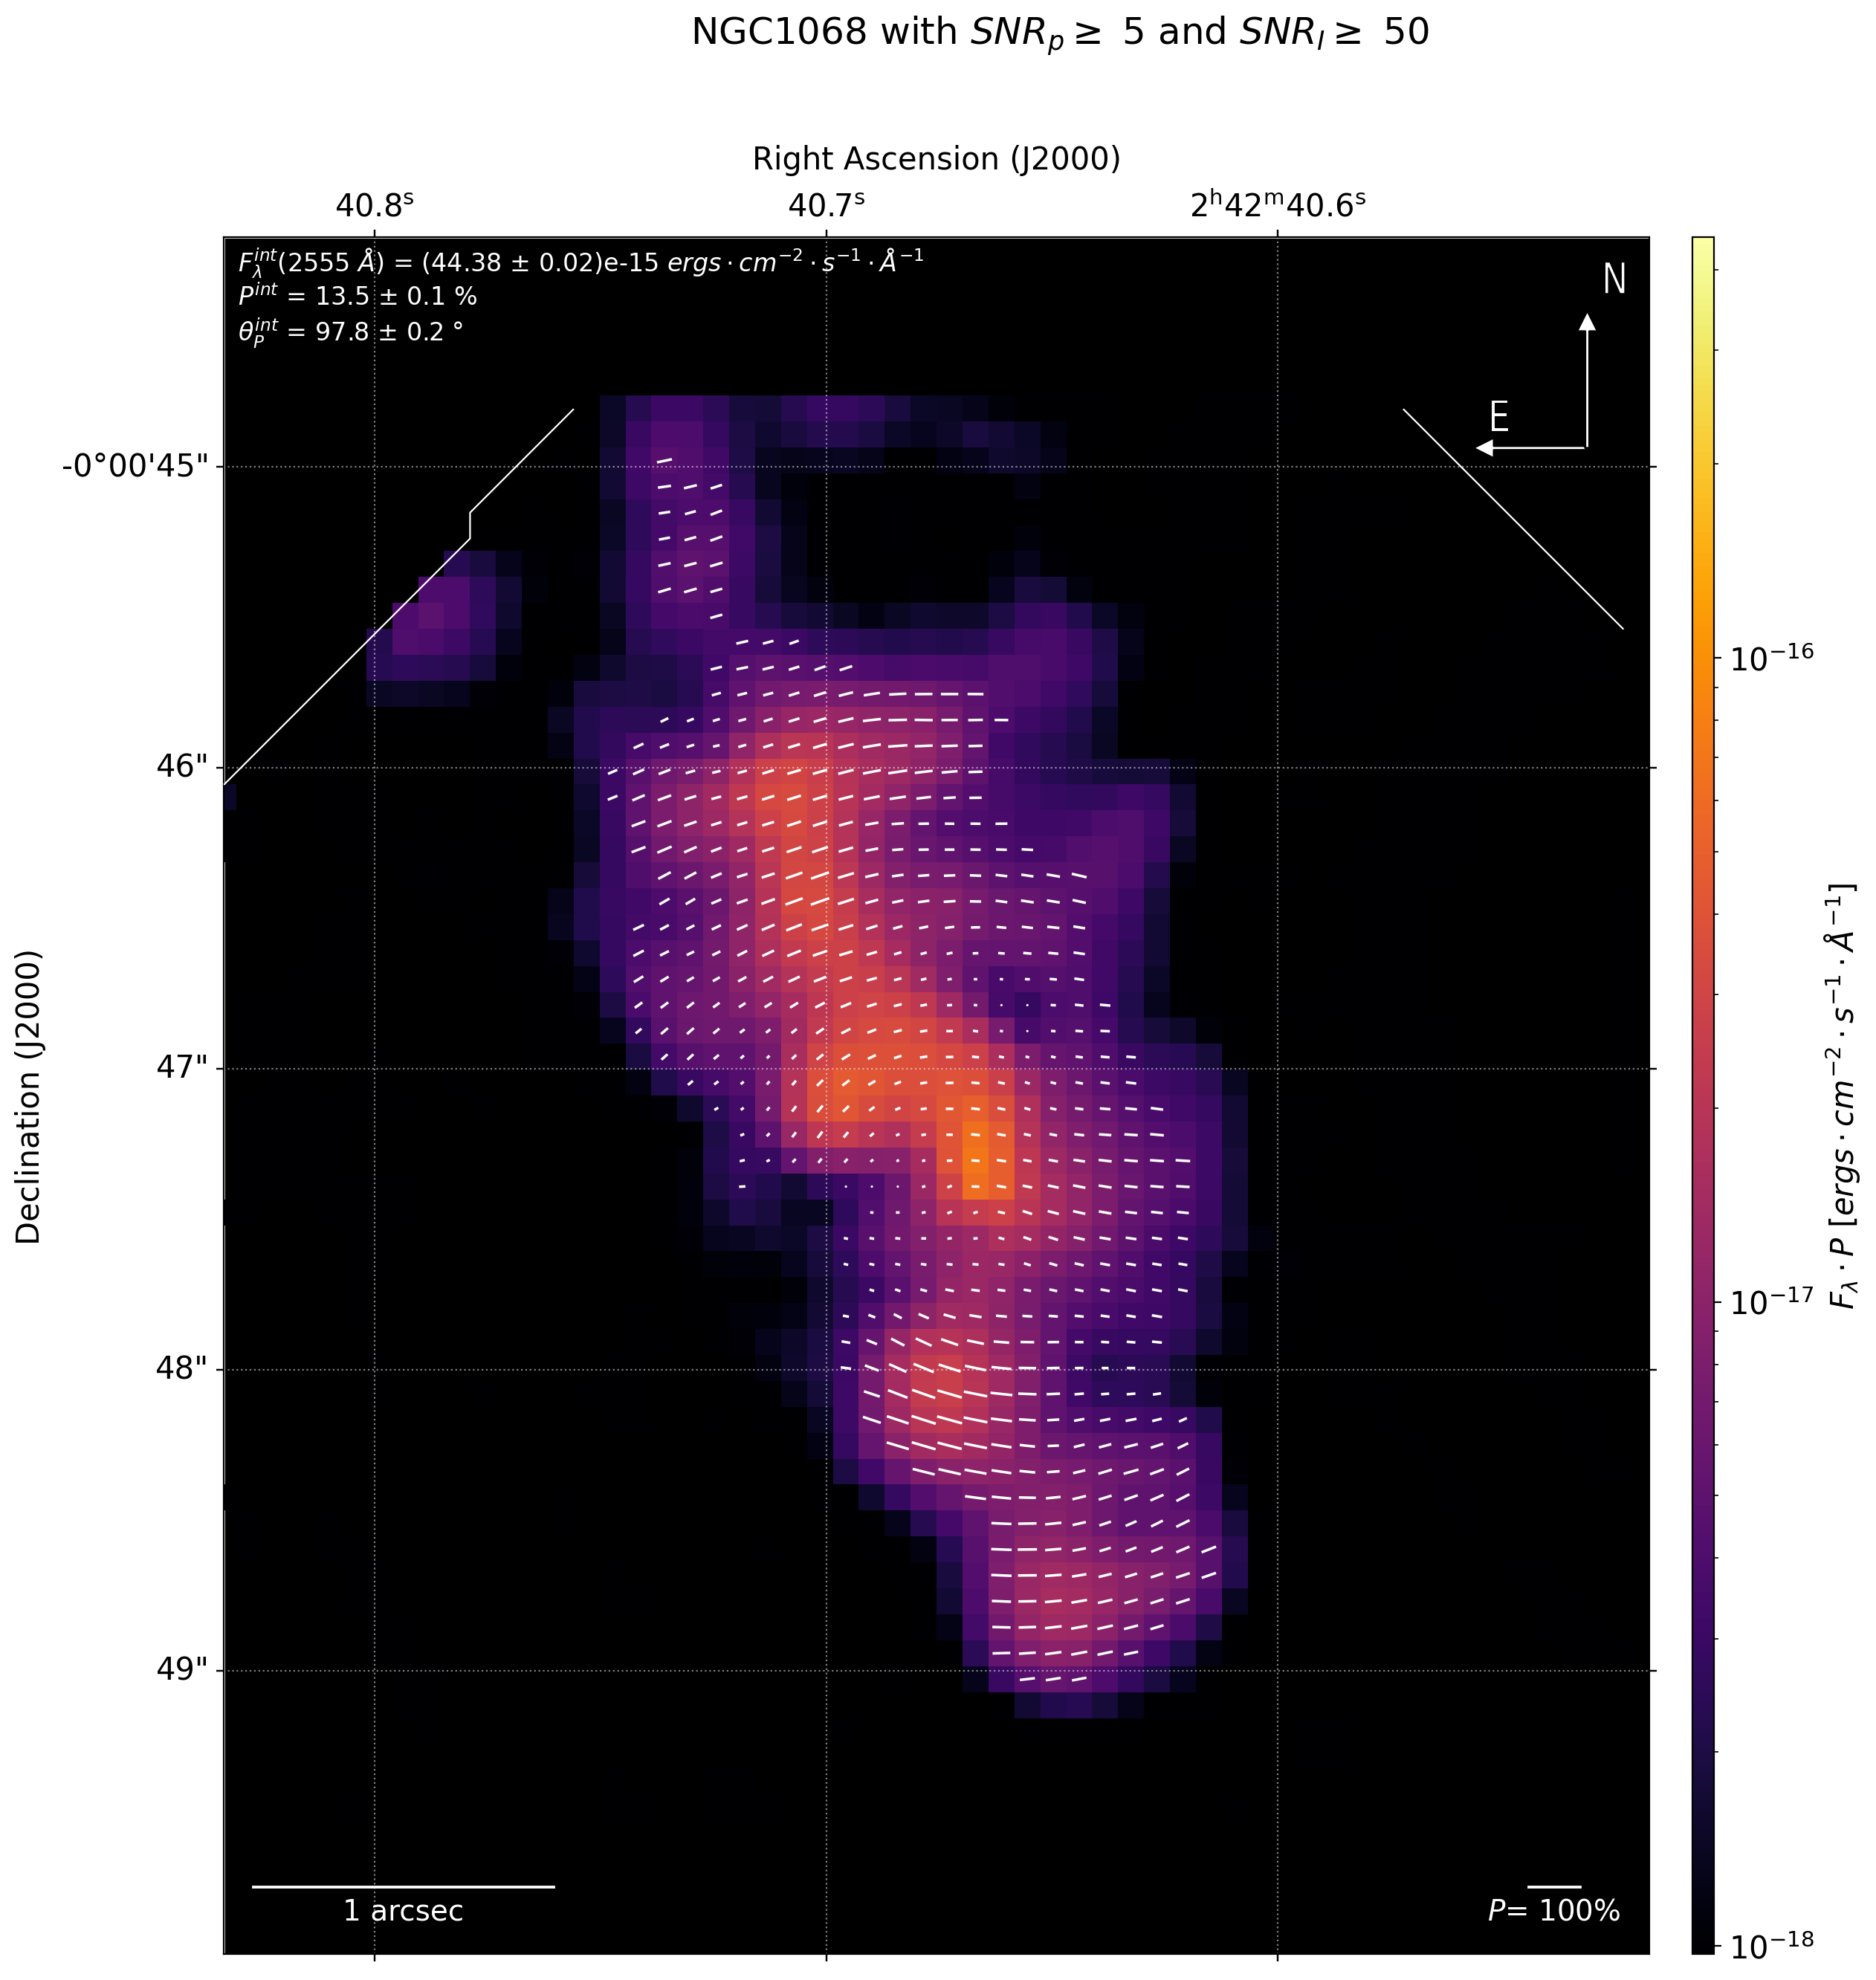 NGC1068 with SNR_p ≥ 5 and SNR_I ≥ 50
Right Ascension (J2000)
40.8ˢ 40.7ˢ 2ʰ42ᵐ40.6ˢ
F_λ^int(2555 Å) = (44.38 ± 0.02)e-15 ergs · cm⁻² · s⁻¹ · Å⁻¹
P^int = 13.5 ± 0.1 %
θ_P^int = 97.8 ± 0.2 °
N
E
-0°00'45"
46"
47"
48"
49"
Declination (J2000)
1 arcsec
P= 100%
10⁻¹⁶
10⁻¹⁷
10⁻¹⁸
F_λ · P [ergs · cm⁻² · s⁻¹ · Å⁻¹]